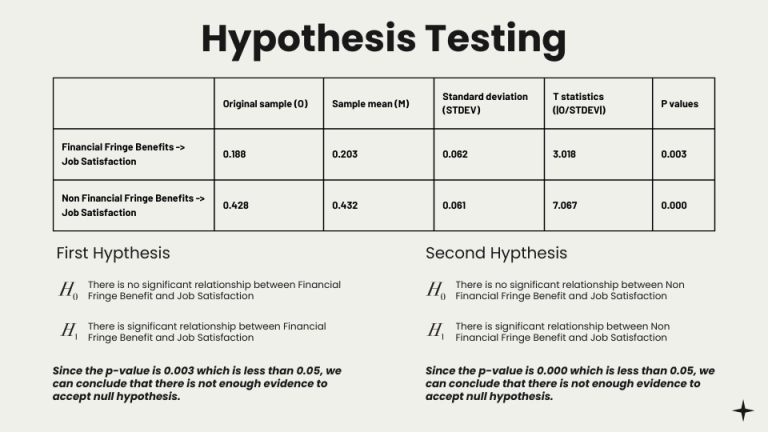 Hypothesis Testing
Original sample (O)
Sample mean (M)
Standard deviation
(STDEV)
T statistics
(|O/STDEV|)
P values
Financial Fringe Benefits ->
Job Satisfaction
0.188
0.203
0.062
3.018
0.003
Non Financial Fringe Benefits ->
Job Satisfaction
0.428
0.432
0.061
7.067
0.000
First Hypthesis
H0
There is no significant relationship between Financial
Fringe Benefit and Job Satisfaction
H1
There is significant relationship between Financial
Fringe Benefit and Job Satisfaction
Since the p-value is 0.003 which is less than 0.05, we
can conclude that there is not enough evidence to
accept null hypothesis.
Second Hypthesis
H0
There is no significant relationship between Non
Financial Fringe Benefit and Job Satisfaction
H1
There is significant relationship between Non
Financial Fringe Benefit and Job Satisfaction
Since the p-value is 0.000 which is less than 0.05, we
can conclude that there is not enough evidence to
accept null hypothesis.